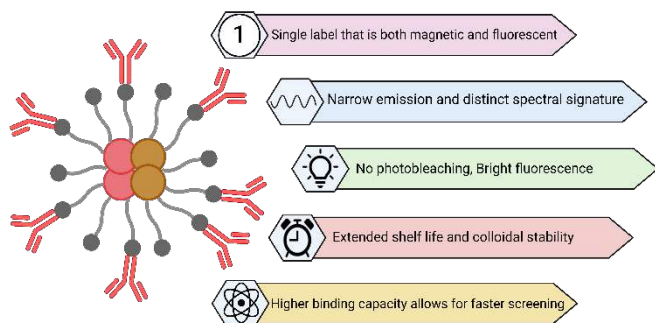 1
Single label that is both magnetic and fluorescent
Narrow emission and distinct spectral signature
No photobleaching, Bright fluorescence
Extended shelf life and colloidal stability
Higher binding capacity allows for faster screening